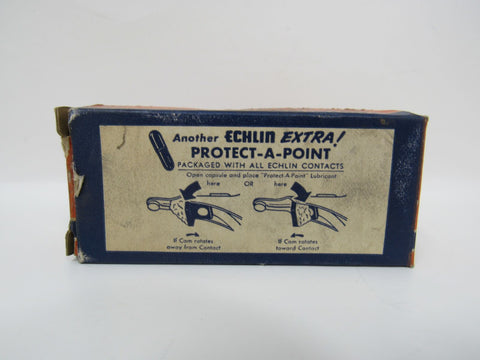 Another ECHLIN EXTRA!
PROTECT-A-POINT
PACKAGED WITH ALL ECHLIN CONTACTS
Open capsule and place "Protect-A-Point" Lubricant
here OR here
If Cam rotates away from Contact
If Cam rotates toward Contact